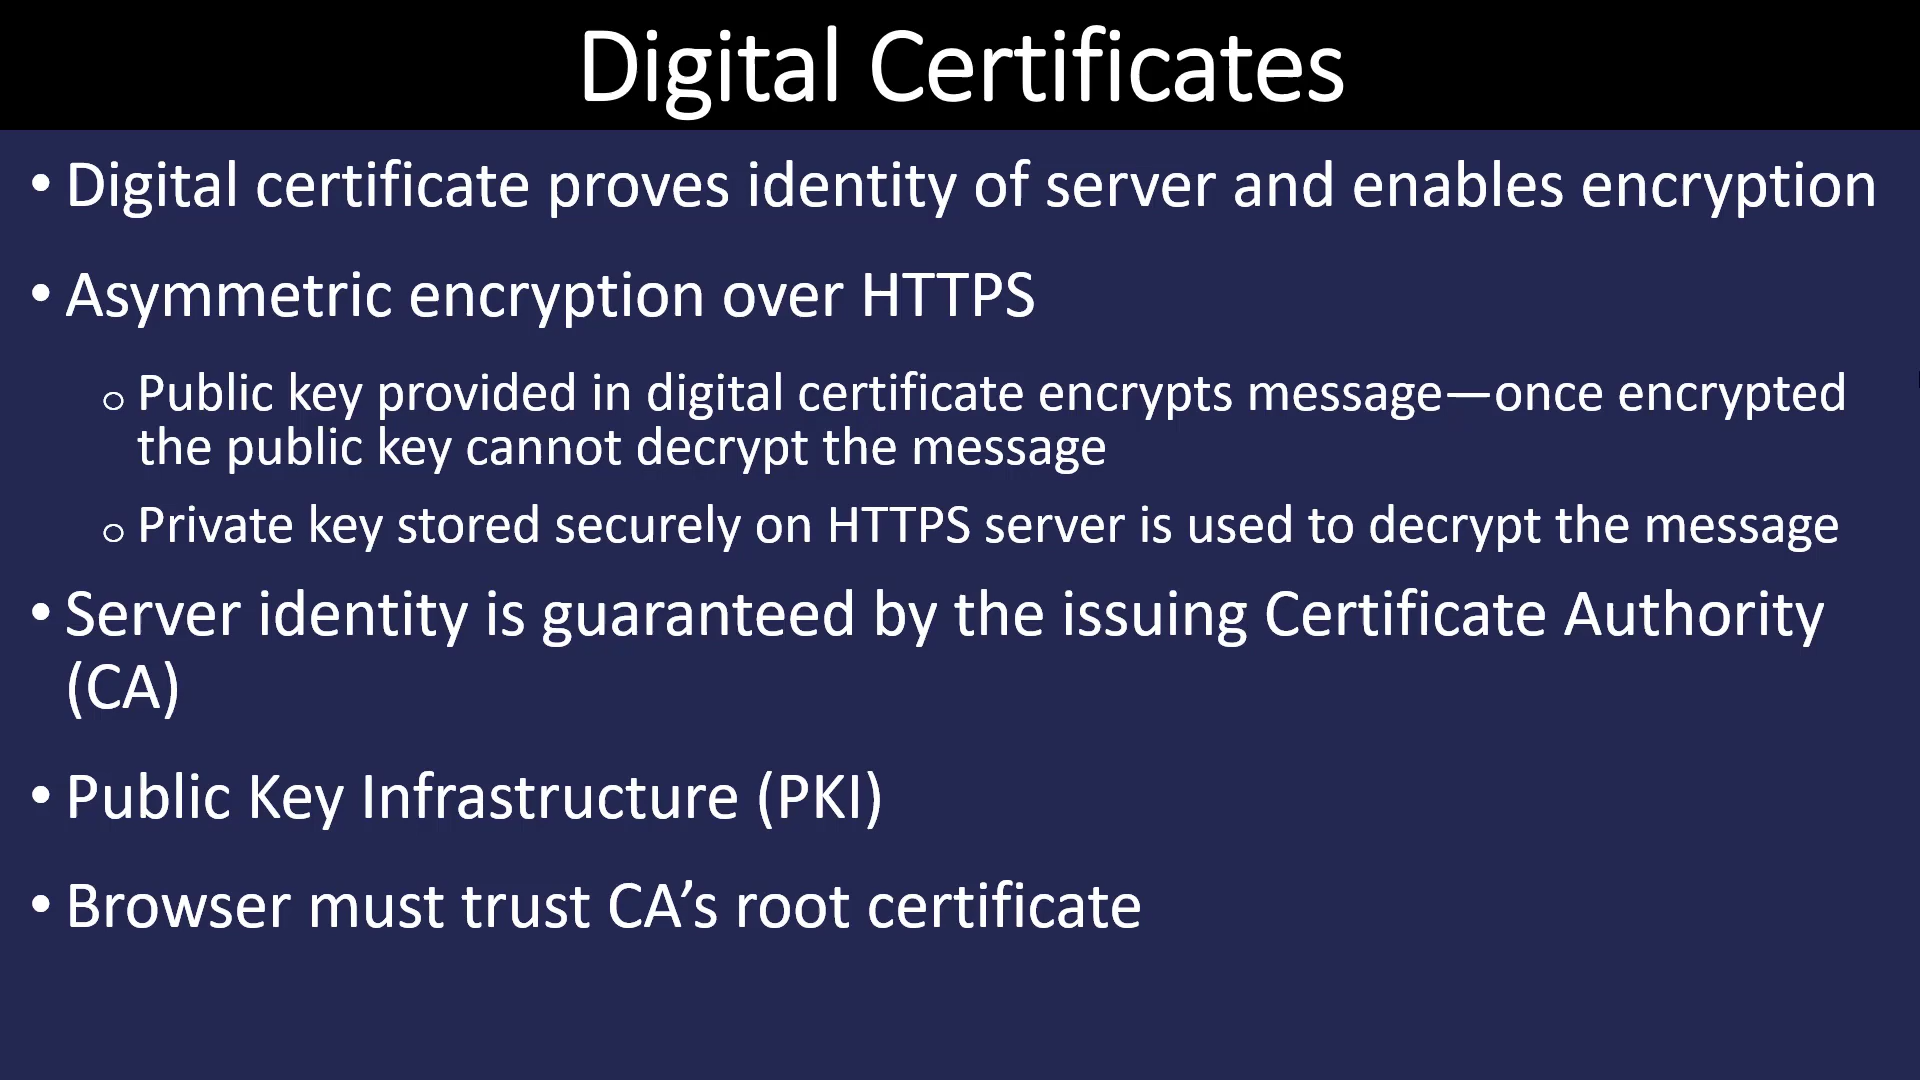 Digital Certificates
• Digital certificate proves identity of server and enables encryption
• Asymmetric encryption over HTTPS
o Public key provided in digital certificate encrypts message—once encrypted
the public key cannot decrypt the message
o Private key stored securely on HTTPS server is used to decrypt the message
• Server identity is guaranteed by the issuing Certificate Authority
(CA)
• Public Key Infrastructure (PKI)
• Browser must trust CA’s root certificate